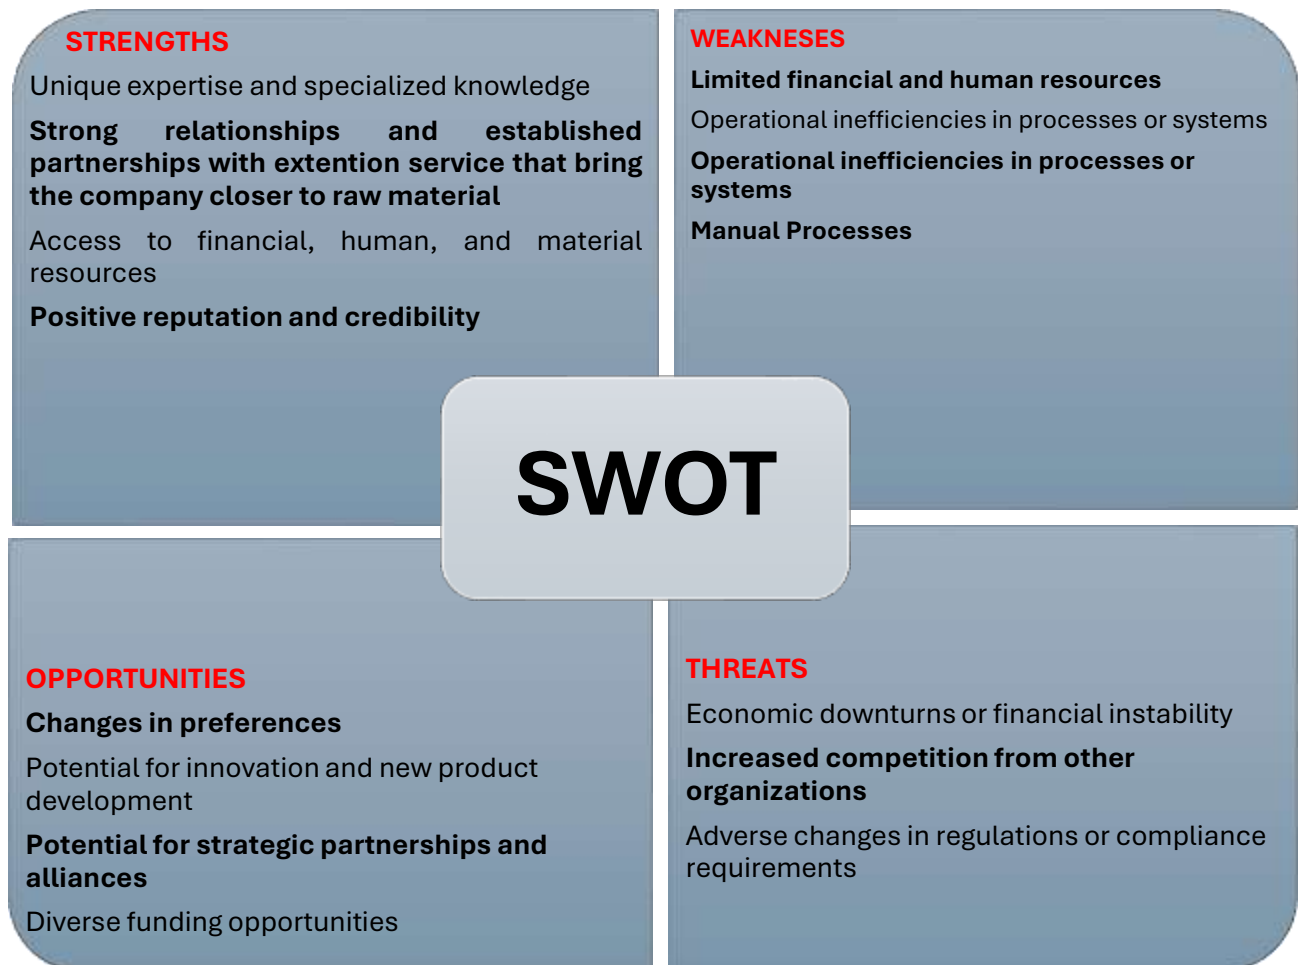 STRENGTHS
Unique expertise and specialized knowledge
Strong relationships and established
partnerships with extention service that bring
the company closer to raw material
Access to financial, human, and material
resources
Positive reputation and credibility
WEAKNESES
Limited financial and human resources
Operational inefficiencies in processes or systems
Operational inefficiencies in processes or
systems
Manual Processes
SWOT
OPPORTUNITIES
Changes in preferences
Potential for innovation and new product
development
Potential for strategic partnerships and
alliances
Diverse funding opportunities
THREATS
Economic downturns or financial instability
Increased competition from other
organizations
Adverse changes in regulations or compliance
requirements